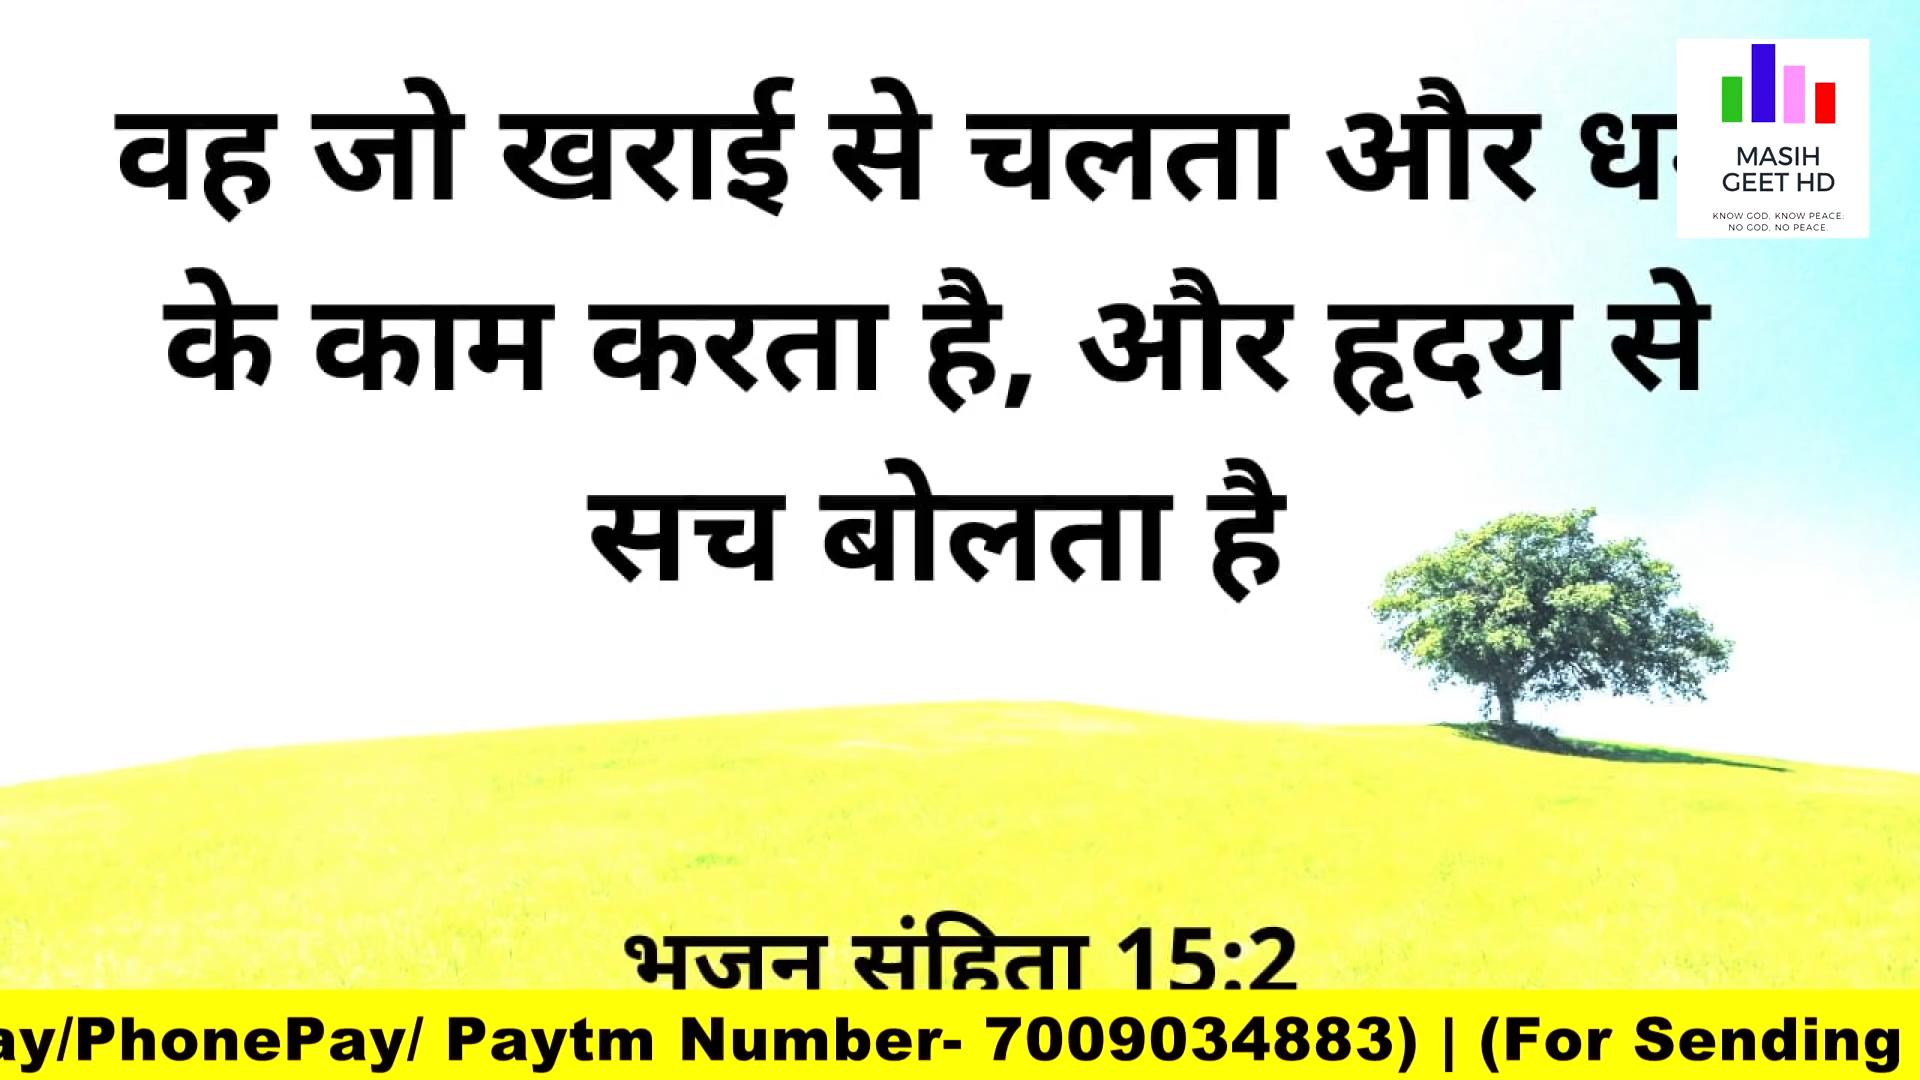 वह जो खराई से चलता और
के काम करता है, और हृदय से
सच बोलता है
MASIH
GEET HD
KNOW GOD. KNOW PEACE.
NO GOD. NO PEACE.
भजन संहिता 15:2
ay/PhonePay/ Paytm Number- 7009034883) | (For Sending